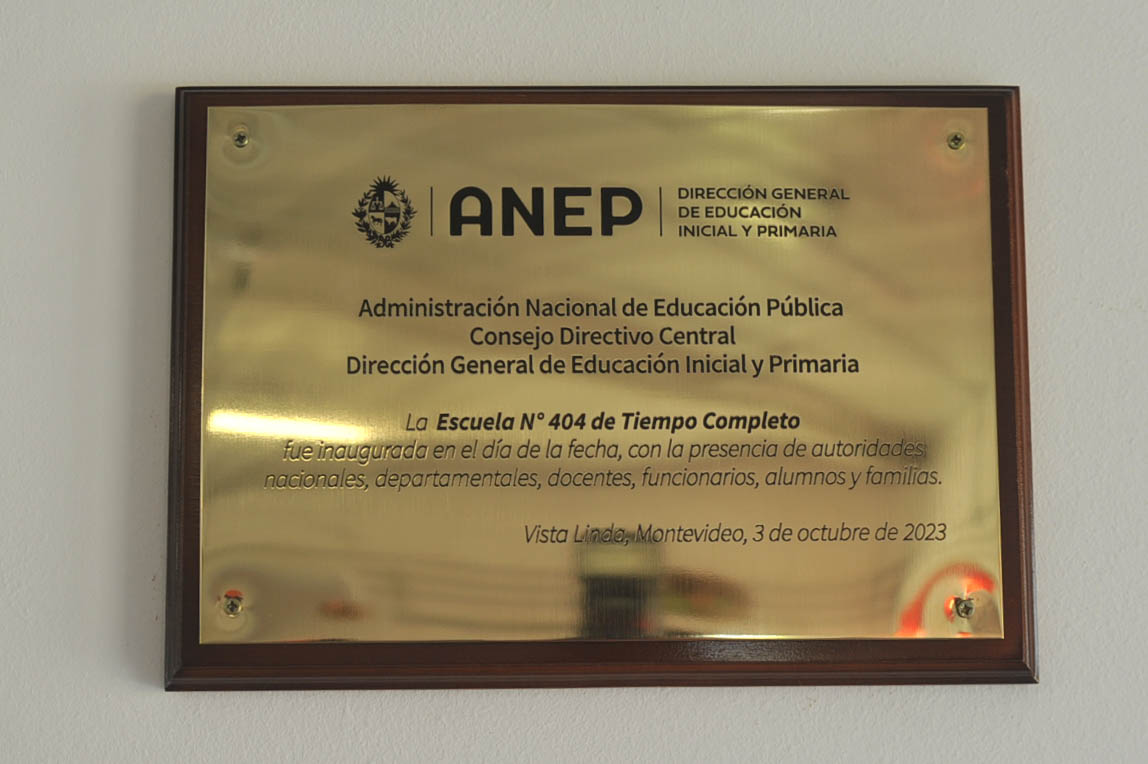 ANEP
DIRECCIÓN GENERAL
DE EDUCACIÓN
INICIAL Y PRIMARIA
Administración Nacional de Educación Pública
Consejo Directivo Central
Dirección General de Educación Inicial y Primaria
La Escuela N° 404 de Tiempo Completo
fue inaugurada en el día de la fecha, con la presencia de autoridades
nacionales, departamentales, docentes, funcionarios, alumnos y familias.
Vista Linda, Montevideo, 3 de octubre de 2023